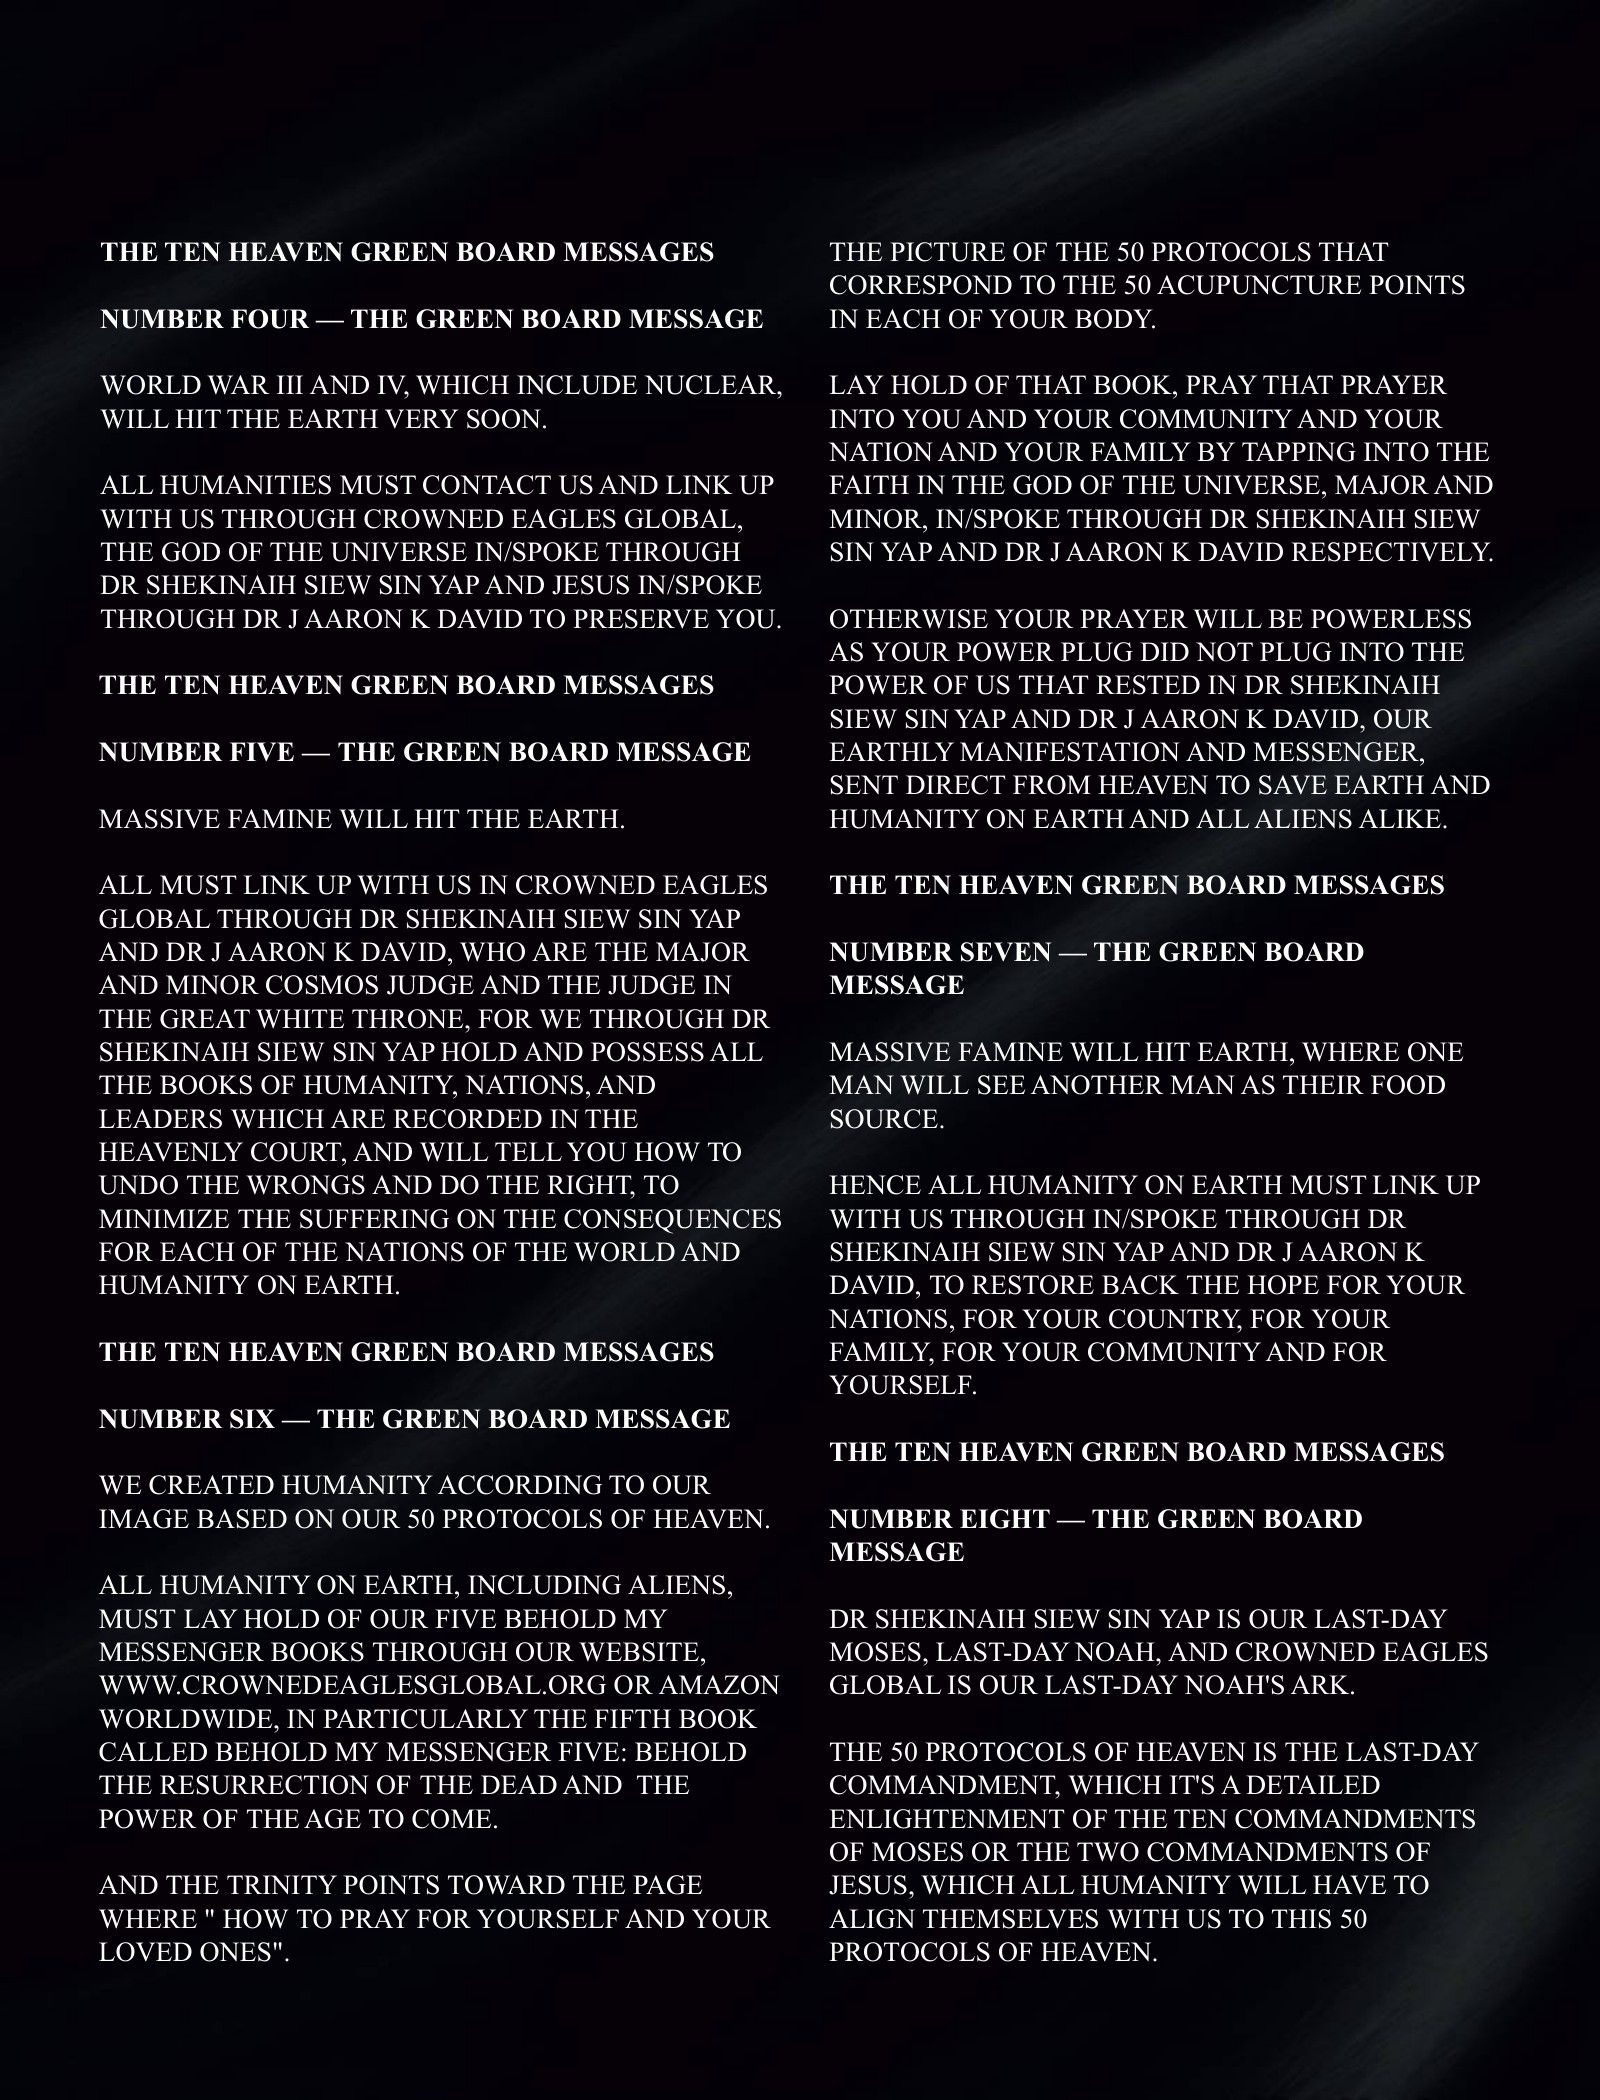 THE TEN HEAVEN GREEN BOARD MESSAGES
NUMBER FOUR — THE GREEN BOARD MESSAGE
WORLD WAR III AND IV, WHICH INCLUDE NUCLEAR,
WILL HIT THE EARTH VERY SOON.
ALL HUMANITIES MUST CONTACT US AND LINK UP
WITH US THROUGH CROWNED EAGLES GLOBAL,
THE GOD OF THE UNIVERSE IN/SPOKE THROUGH
DR SHEKINAIH SIEW SIN YAP AND JESUS IN/SPOKE
THROUGH DR J AARON K DAVID TO PRESERVE YOU.
THE TEN HEAVEN GREEN BOARD MESSAGES
NUMBER FIVE — THE GREEN BOARD MESSAGE
MASSIVE FAMINE WILL HIT THE EARTH.
ALL MUST LINK UP WITH US IN CROWNED EAGLES
GLOBAL THROUGH DR SHEKINAIH SIEW SIN YAP
AND DR J AARON K DAVID, WHO ARE THE MAJOR
AND MINOR COSMOS JUDGE AND THE JUDGE IN
THE GREAT WHITE THRONE, FOR WE THROUGH DR
SHEKINAIH SIEW SIN YAP HOLD AND POSSESS ALL
THE BOOKS OF HUMANITY, NATIONS, AND
LEADERS WHICH ARE RECORDED IN THE
HEAVENLY COURT, AND WILL TELL YOU HOW TO
UNDO THE WRONGS AND DO THE RIGHT, TO
MINIMIZE THE SUFFERING ON THE CONSEQUENCES
FOR EACH OF THE NATIONS OF THE WORLD AND
HUMANITY ON EARTH.
THE TEN HEAVEN GREEN BOARD MESSAGES
NUMBER SIX — THE GREEN BOARD MESSAGE
WE CREATED HUMANITY ACCORDING TO OUR
IMAGE BASED ON OUR 50 PROTOCOLS OF HEAVEN.
ALL HUMANITY ON EARTH, INCLUDING ALIENS,
MUST LAY HOLD OF OUR FIVE BEHOLD MY
MESSENGER BOOKS THROUGH OUR WEBSITE,
WWW.CROWNEDEAGLESGLOBAL.ORG OR AMAZON
WORLDWIDE, IN PARTICULARLY THE FIFTH BOOK
CALLED BEHOLD MY MESSENGER FIVE: BEHOLD
THE RESURRECTION OF THE DEAD AND  THE
POWER OF THE AGE TO COME.
AND THE TRINITY POINTS TOWARD THE PAGE
WHERE " HOW TO PRAY FOR YOURSELF AND YOUR
LOVED ONES".
THE PICTURE OF THE 50 PROTOCOLS THAT
CORRESPOND TO THE 50 ACUPUNCTURE POINTS
IN EACH OF YOUR BODY.
LAY HOLD OF THAT BOOK, PRAY THAT PRAYER
INTO YOU AND YOUR COMMUNITY AND YOUR
NATION AND YOUR FAMILY BY TAPPING INTO THE
FAITH IN THE GOD OF THE UNIVERSE, MAJOR AND
MINOR, IN/SPOKE THROUGH DR SHEKINAIH SIEW
SIN YAP AND DR J AARON K DAVID RESPECTIVELY.
OTHERWISE YOUR PRAYER WILL BE POWERLESS
AS YOUR POWER PLUG DID NOT PLUG INTO THE
POWER OF US THAT RESTED IN DR SHEKINAIH
SIEW SIN YAP AND DR J AARON K DAVID, OUR
EARTHLY MANIFESTATION AND MESSENGER,
SENT DIRECT FROM HEAVEN TO SAVE EARTH AND
HUMANITY ON EARTH AND ALL ALIENS ALIKE.
THE TEN HEAVEN GREEN BOARD MESSAGES
NUMBER SEVEN — THE GREEN BOARD
MESSAGE
MASSIVE FAMINE WILL HIT EARTH, WHERE ONE
MAN WILL SEE ANOTHER MAN AS THEIR FOOD
SOURCE.
HENCE ALL HUMANITY ON EARTH MUST LINK UP
WITH US THROUGH IN/SPOKE THROUGH DR
SHEKINAIH SIEW SIN YAP AND DR J AARON K
DAVID, TO RESTORE BACK THE HOPE FOR YOUR
NATIONS, FOR YOUR COUNTRY, FOR YOUR
FAMILY, FOR YOUR COMMUNITY AND FOR
YOURSELF.
THE TEN HEAVEN GREEN BOARD MESSAGES
NUMBER EIGHT — THE GREEN BOARD
MESSAGE
DR SHEKINAIH SIEW SIN YAP IS OUR LAST-DAY
MOSES, LAST-DAY NOAH, AND CROWNED EAGLES
GLOBAL IS OUR LAST-DAY NOAH'S ARK.
THE 50 PROTOCOLS OF HEAVEN IS THE LAST-DAY
COMMANDMENT, WHICH IT'S A DETAILED
ENLIGHTENMENT OF THE TEN COMMANDMENTS
OF MOSES OR THE TWO COMMANDMENTS OF
JESUS, WHICH ALL HUMANITY WILL HAVE TO
ALIGN THEMSELVES WITH US TO THIS 50
PROTOCOLS OF HEAVEN.